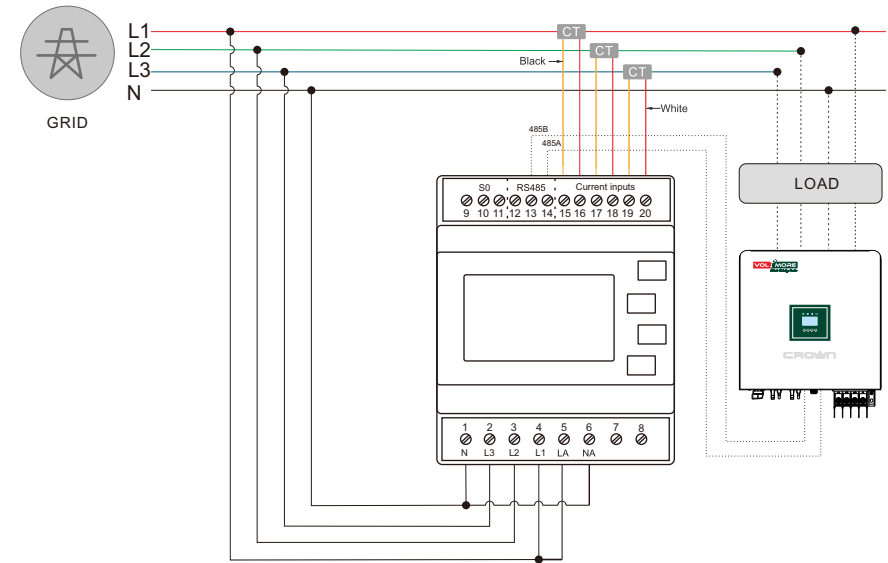 L1
L2
L3
N
GRID
CT
CT
CT
Black
White
485B
485A
S0 RS485 Current inputs
9 10 11 12 13 14 15 16 17 18 19 20
LOAD
VOLTMORE
CROWN
1 2 3 4 5 6 7 8
N L3 L2 L1 LA NA